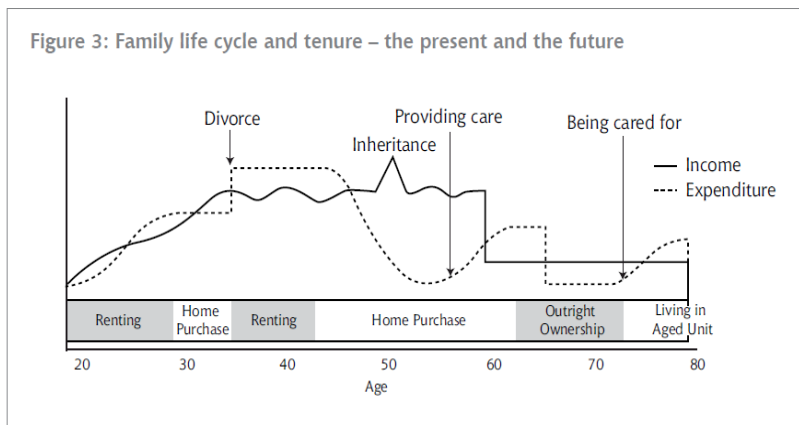 Figure 3: Family life cycle and tenure – the present and the future
Divorce
Providing care
Being cared for
Inheritance
Income
Expenditure
Renting
Home
Purchase
Renting
Home Purchase
Outright
Ownership
Living in
Aged Unit
20 30 40 50 60 70 80
Age